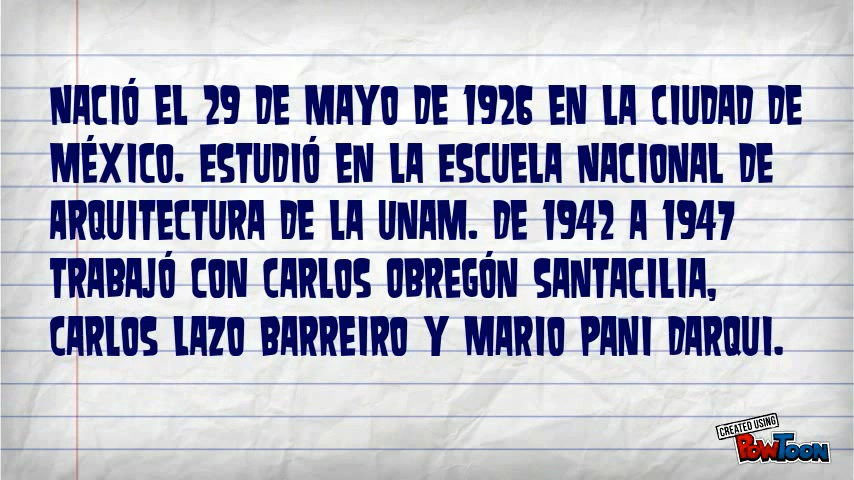 NACIÓ EL 29 DE MAYO DE 1926 EN LA CIUDAD DE
MÉXICO. ESTUDIÓ EN LA ESCUELA NACIONAL DE
ARQUITECTURA DE LA UNAM. DE 1942 A 1947
TRABAJÓ CON CARLOS OBREGÓN SANTACILIA,
CARLOS LAZO BARREIRO Y MARIO PANI DARQUI.
CREATED USING
POWTOON